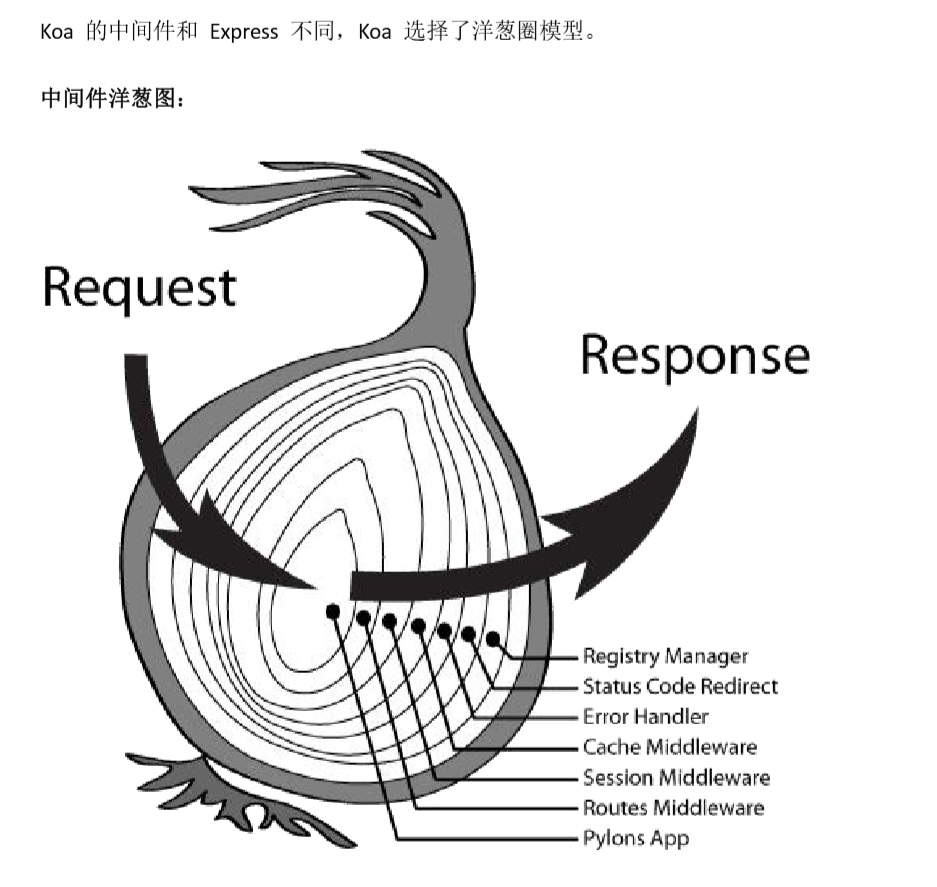 Koa 的中间件和 Express 不同，Koa 选择了洋葱圈模型。
中间件洋葱图：
Request
Response
Registry Manager
Status Code Redirect
Error Handler
Cache Middleware
Session Middleware
Routes Middleware
Pylons App